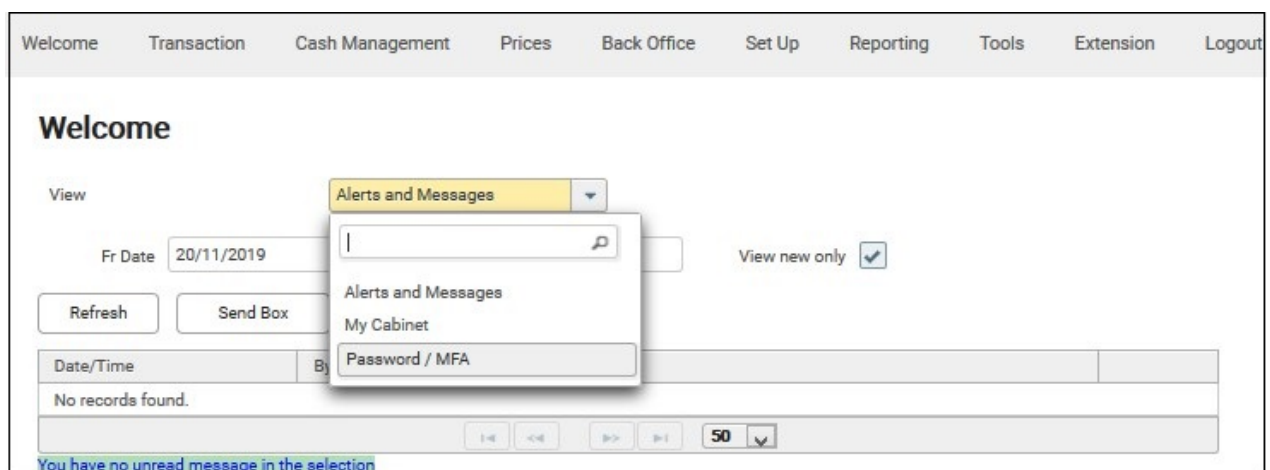 Welcome Transaction Cash Management Prices Back Office Set Up Reporting Tools Extension Logout
Welcome
View Alerts and Messages
Fr Date 20/11/2019 View new only
Refresh Send Box
Alerts and Messages
My Cabinet
Password / MFA
Date/Time By
No records found.
50
You have no unread message in the selection